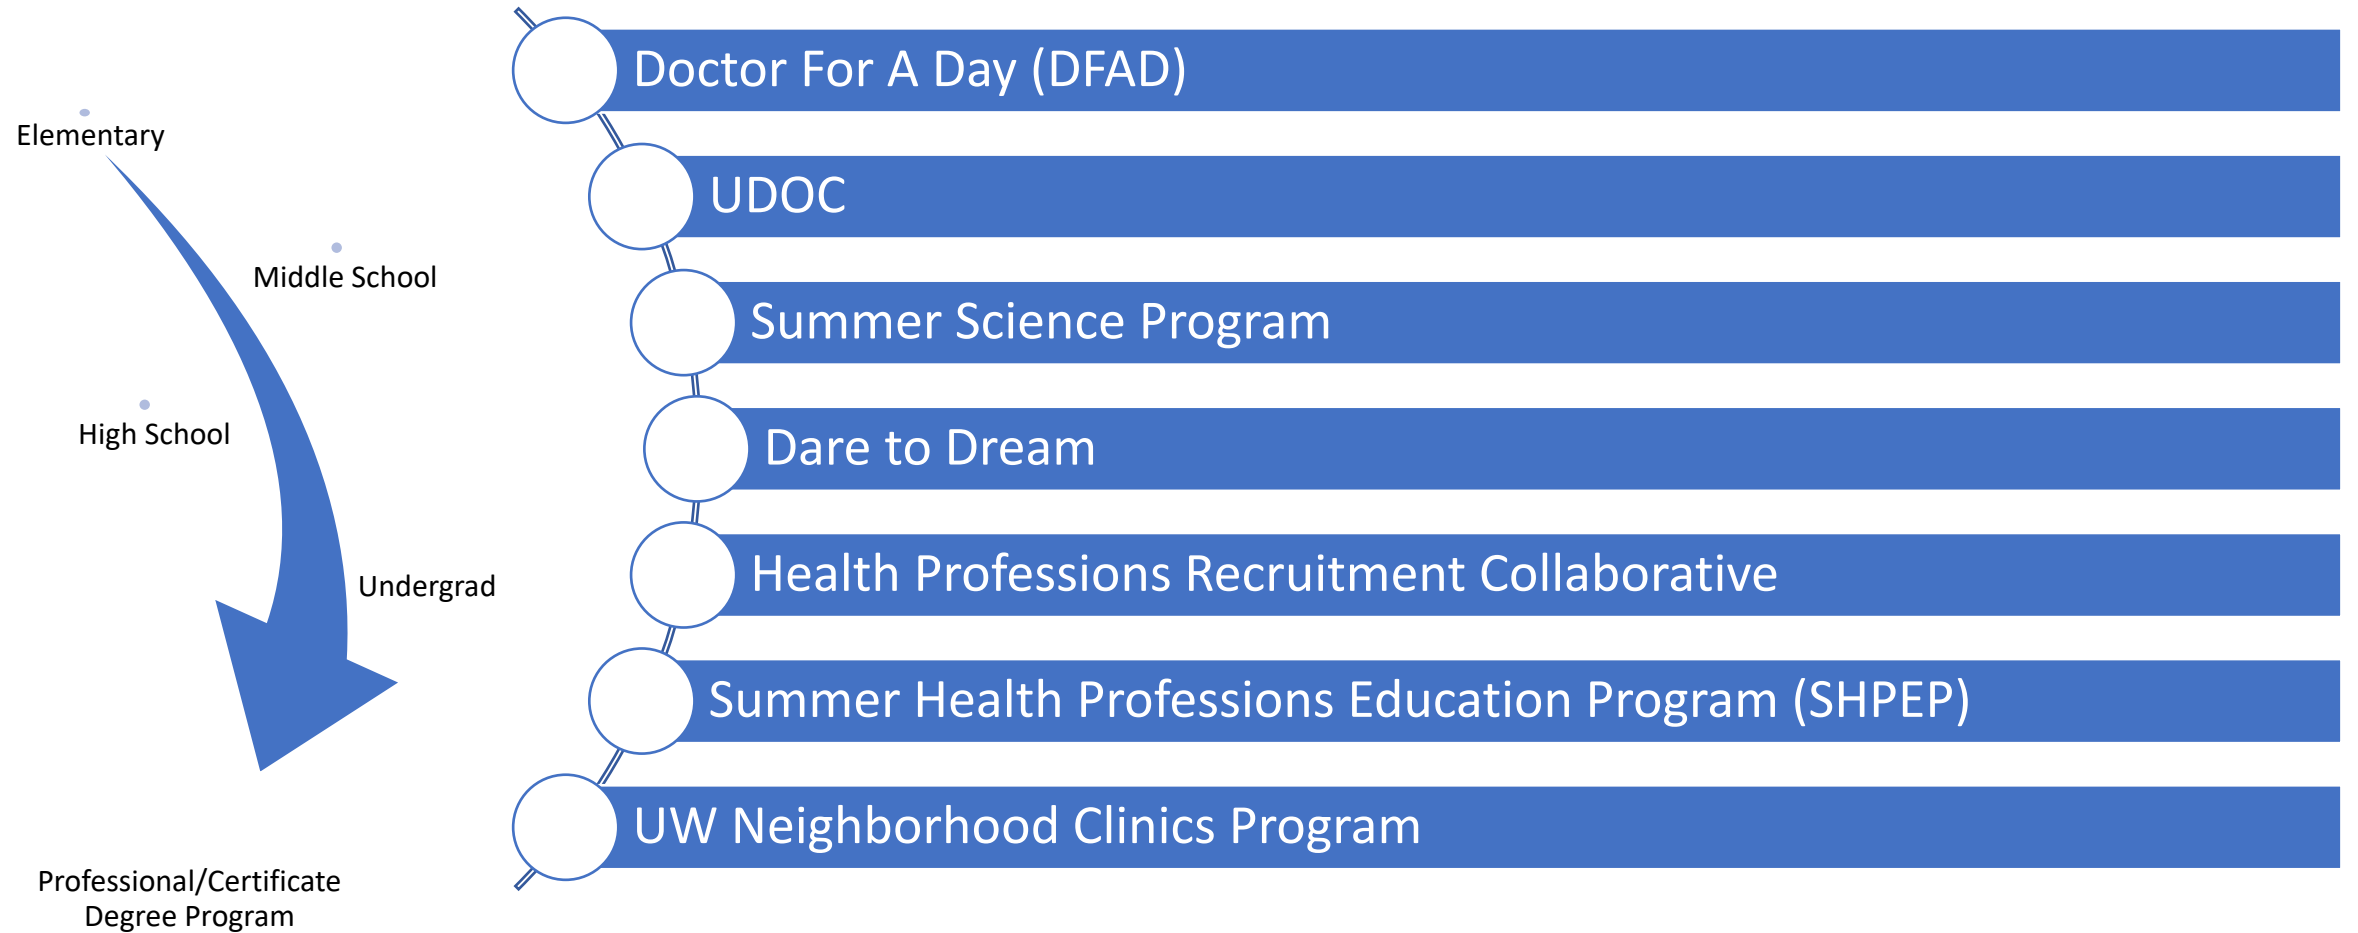 Elementary
Middle School
High School
Undergrad
Professional/Certificate
Degree Program
Doctor For A Day (DFAD)
UDOC
Summer Science Program
Dare to Dream
Health Professions Recruitment Collaborative
Summer Health Professions Education Program (SHPEP)
UW Neighborhood Clinics Program